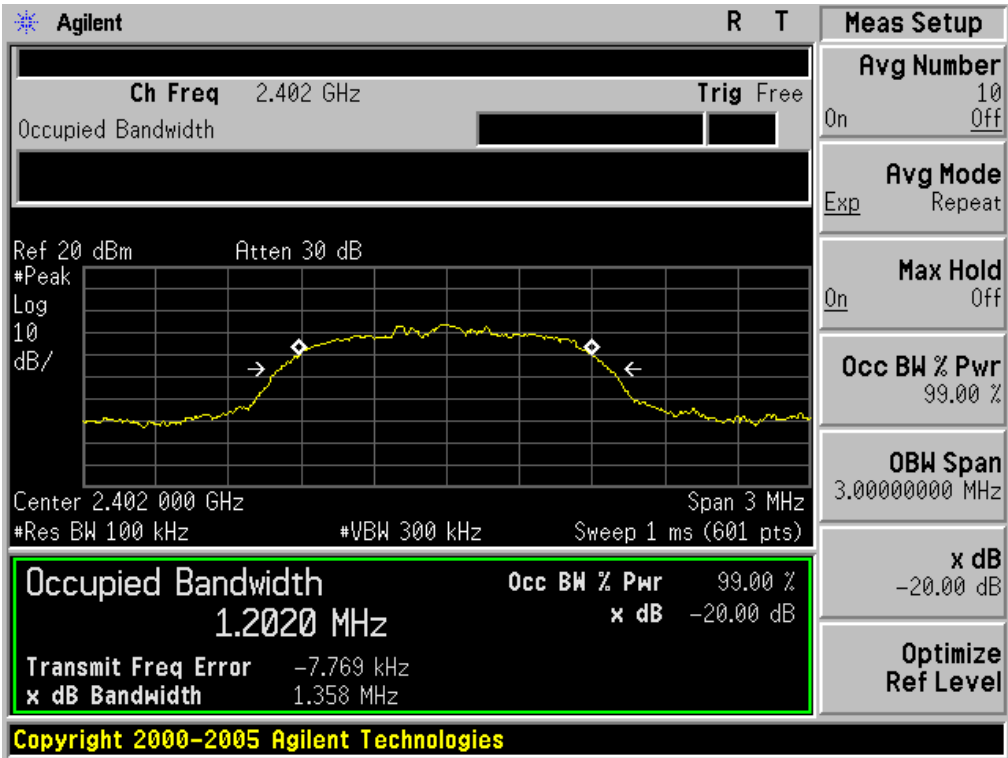 Agilent R T
Ch Freq 2.402 GHz Trig Free
Occupied Bandwidth
Ref 20 dBm Atten 30 dB
#Peak
Log
10
dB/
Center 2.402 000 GHz Span 3 MHz
#Res BW 100 kHz #VBW 300 kHz Sweep 1 ms (601 pts)
Occupied Bandwidth Occ BW % Pwr 99.00 %
1.2020 MHz x dB -20.00 dB
Transmit Freq Error -7.769 kHz
x dB Bandwidth 1.358 MHz
Copyright 2000-2005 Agilent Technologies
Meas Setup
Avg Number
10
On Off
Avg Mode
Exp Repeat
Max Hold
On Off
Occ BW % Pwr
99.00 %
OBW Span
3.00000000 MHz
x dB
-20.00 dB
Optimize
Ref Level